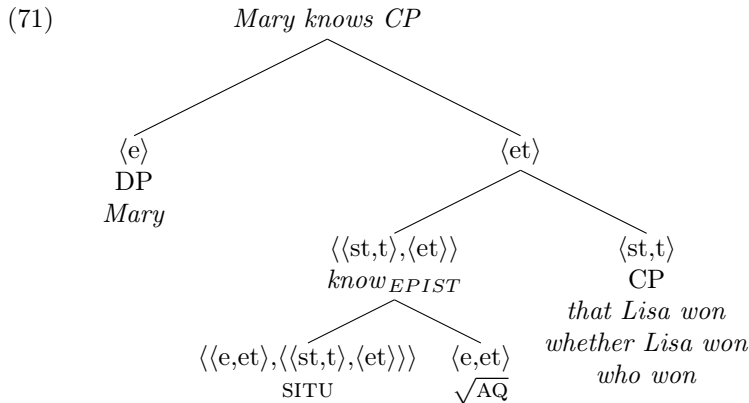 (71) Mary knows CP
⟨e⟩ ⟨et⟩
DP
Mary
⟨⟨st,t⟩,⟨et⟩⟩ ⟨st,t⟩
know_EPIST CP
that Lisa won
whether Lisa won
⟨⟨e,et⟩,⟨⟨st,t⟩,⟨et⟩⟩⟩ ⟨e,et⟩
who won
SITU √AQ